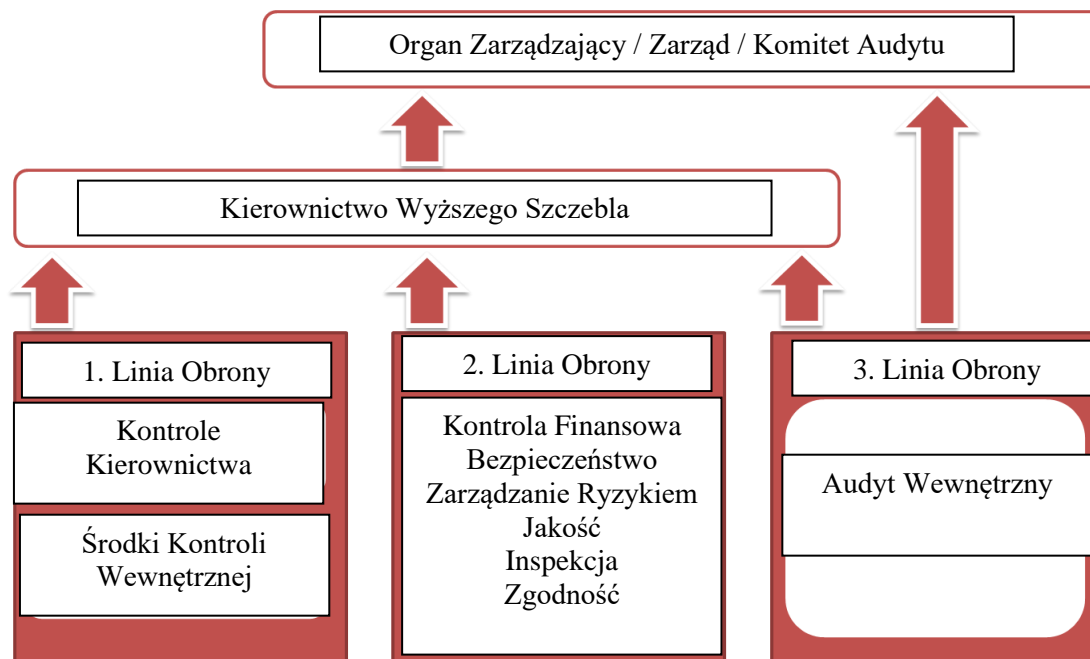 Organ Zarządzający / Zarząd / Komitet Audytu
Kierownictwo Wyższego Szczebla
1. Linia Obrony
Kontrole
Kierownictwa
Środki Kontroli
Wewnętrznej
2. Linia Obrony
Kontrola Finansowa
Bezpieczeństwo
Zarządzanie Ryzykiem
Jakość
Inspekcja
Zgodność
3. Linia Obrony
Audyt Wewnętrzny